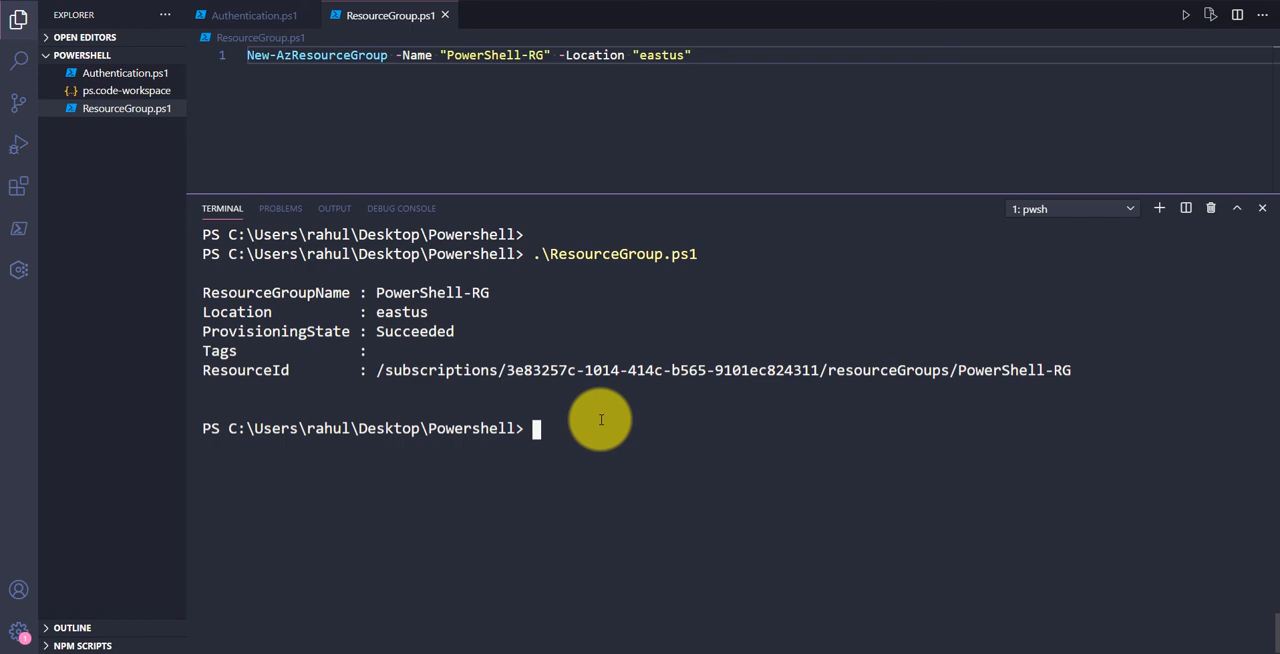 EXPLORER
OPEN EDITORS
POWERSHELL
Authentication.ps1
{..} ps.code-workspace
ResourceGroup.ps1
OUTLINE
NPM SCRIPTS
1
Authentication.ps1
ResourceGroup.ps1
ResourceGroup.ps1
1 New-AzResourceGroup -Name "PowerShell-RG" -Location "eastus"
TERMINAL PROBLEMS OUTPUT DEBUG CONSOLE 1: pwsh
PS C:\Users\rahul\Desktop\Powershell>
PS C:\Users\rahul\Desktop\Powershell> .\ResourceGroup.ps1
ResourceGroupName : PowerShell-RG
Location : eastus
ProvisioningState : Succeeded
Tags :
ResourceId : /subscriptions/3e83257c-1014-414c-b565-9101ec824311/resourceGroups/PowerShell-RG
PS C:\Users\rahul\Desktop\Powershell>